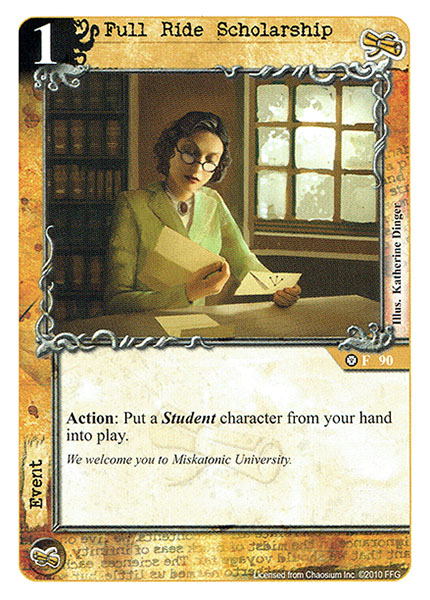 1
Full Ride Scholarship
Illus. Katherine Dinger
F 90
Action: Put a Student character from your hand
into play.
We welcome you to Miskatonic University.
Event
Licensed from Chaosium Inc. ©2010 FFG